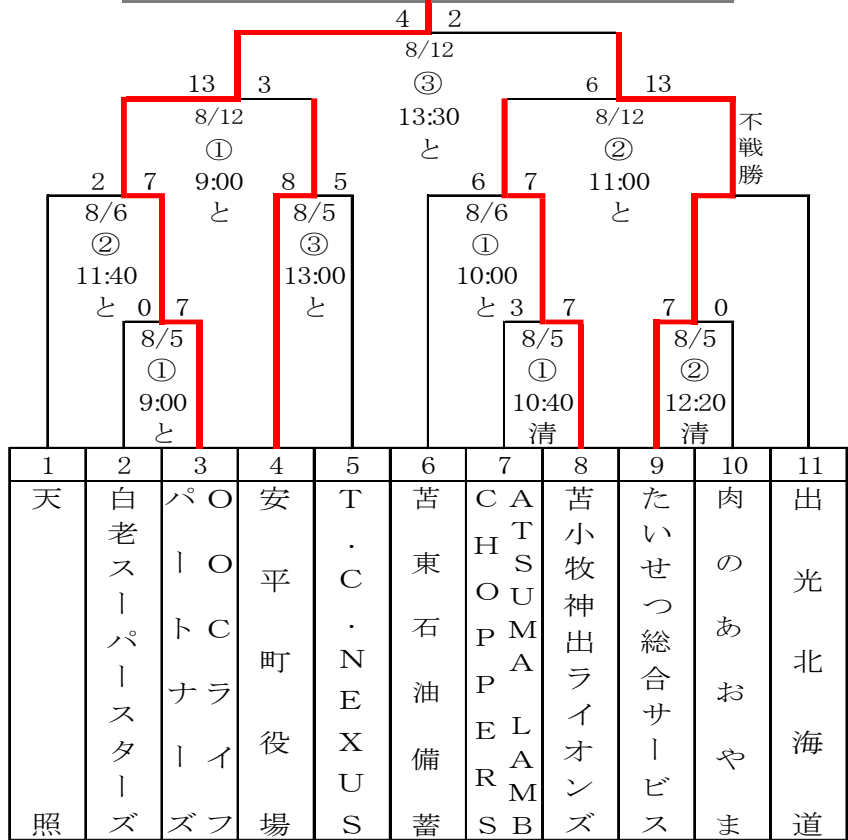 4 2
8/12
③
13:30
と
13 3
8/12
①
9:00
と
6 13
8/12
②
11:00
と
不戦勝
2 7
8/6
②
11:40
と
8 5
8/5
③
13:00
と
6 7
8/6
①
10:00
と
0 7
8/5
①
9:00
と
3 7
8/5
①
10:40
清
7 0
8/5
②
12:20
清
1 2 3 4 5 6 7 8 9 10 11
天照
白老スーパースターズ
OOCライフ
パートナーズ
安平町役場
T.C.NEXUS
苫東石油備蓄
ATSUMA LAMB
CHOPPERS
苫小牧神出ライオンズ
たいせつ総合サービス
肉のあおやま
出光北海道